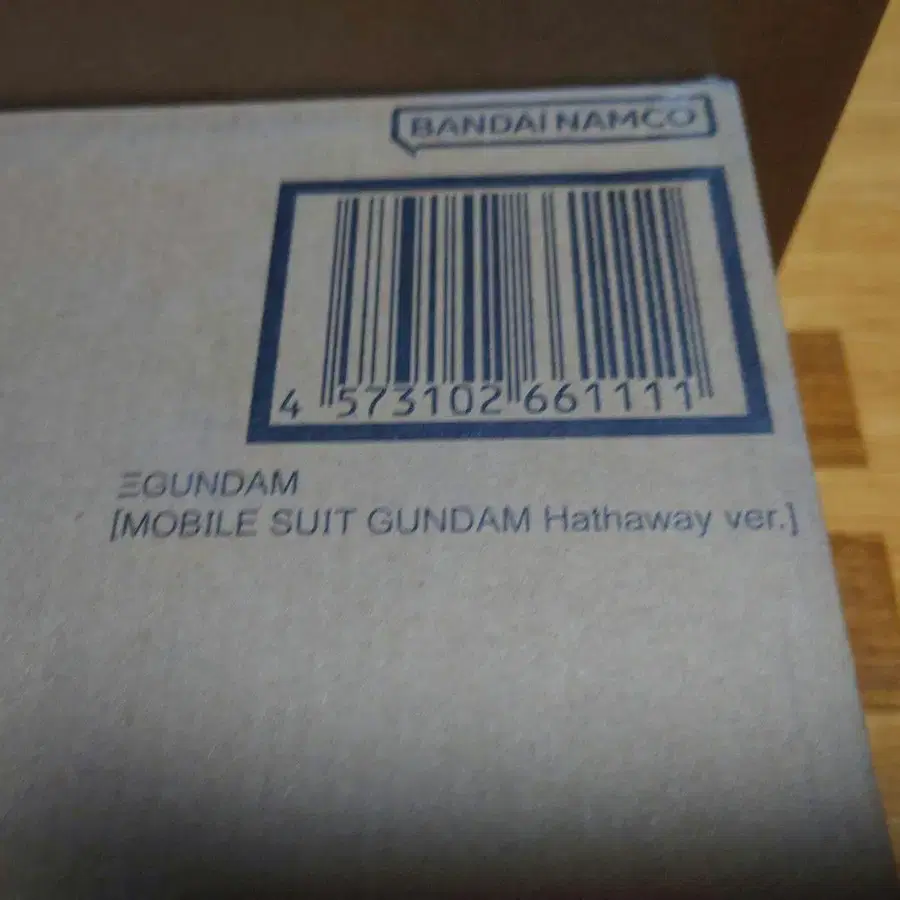 BANDAI NAMCO
4 573102 661111
ΞGUNDAM
[MOBILE SUIT GUNDAM Hathaway ver.]